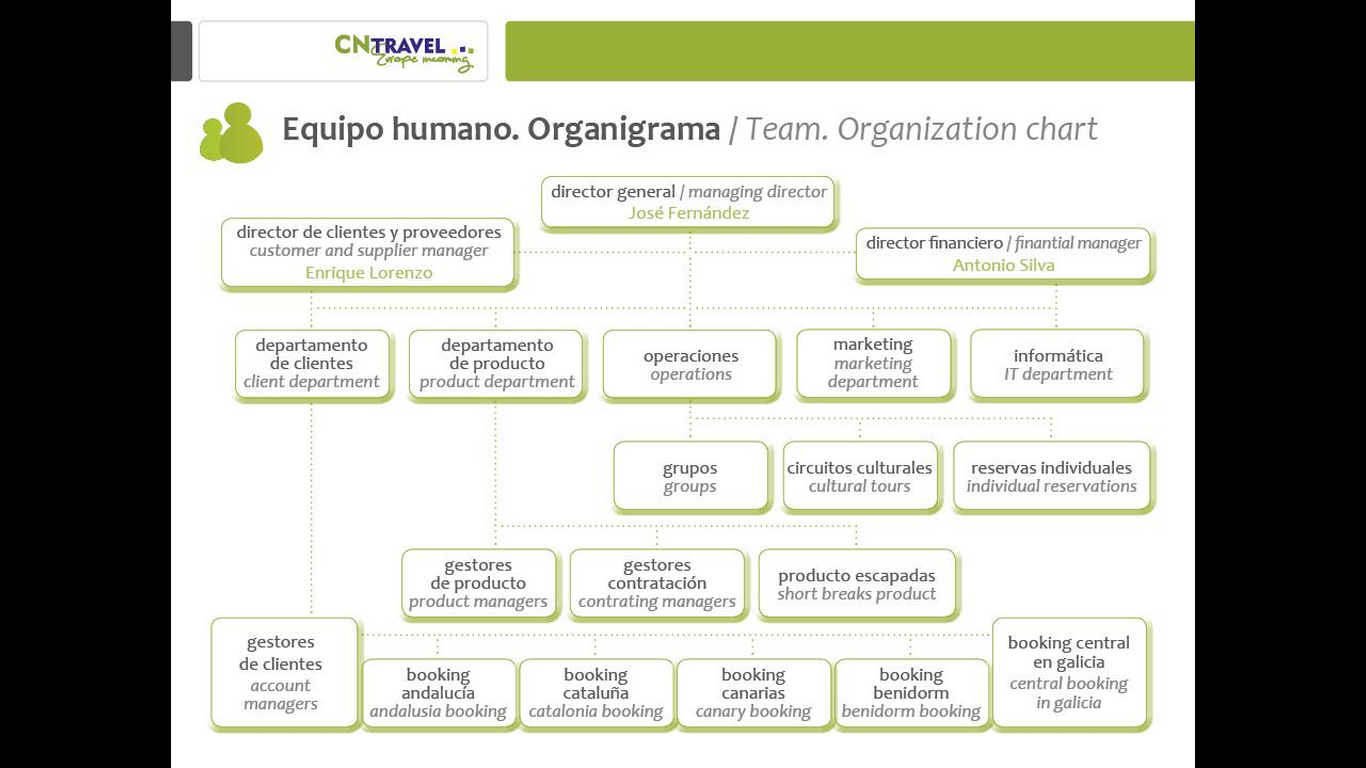 CNTRAVEL
Europe incoming
Equipo humano. Organigrama / Team. Organization chart
director general / managing director
José Fernández
director de clientes y proveedores
customer and supplier manager
Enrique Lorenzo
director financiero / finantial manager
Antonio Silva
departamento
de clientes
client department
departamento
de producto
product department
operaciones
operations
marketing
marketing
department
informática
IT department
grupos
groups
circuitos culturales
cultural tours
reservas individuales
individual reservations
gestores
de producto
product managers
gestores
contratación
contrating managers
producto escapadas
short breaks product
gestores
de clientes
account
managers
booking
andalucía
andalusia booking
booking
cataluña
catalonia booking
booking
canarias
canary booking
booking
benidorm
benidorm booking
booking central
en galicia
central booking
in galicia